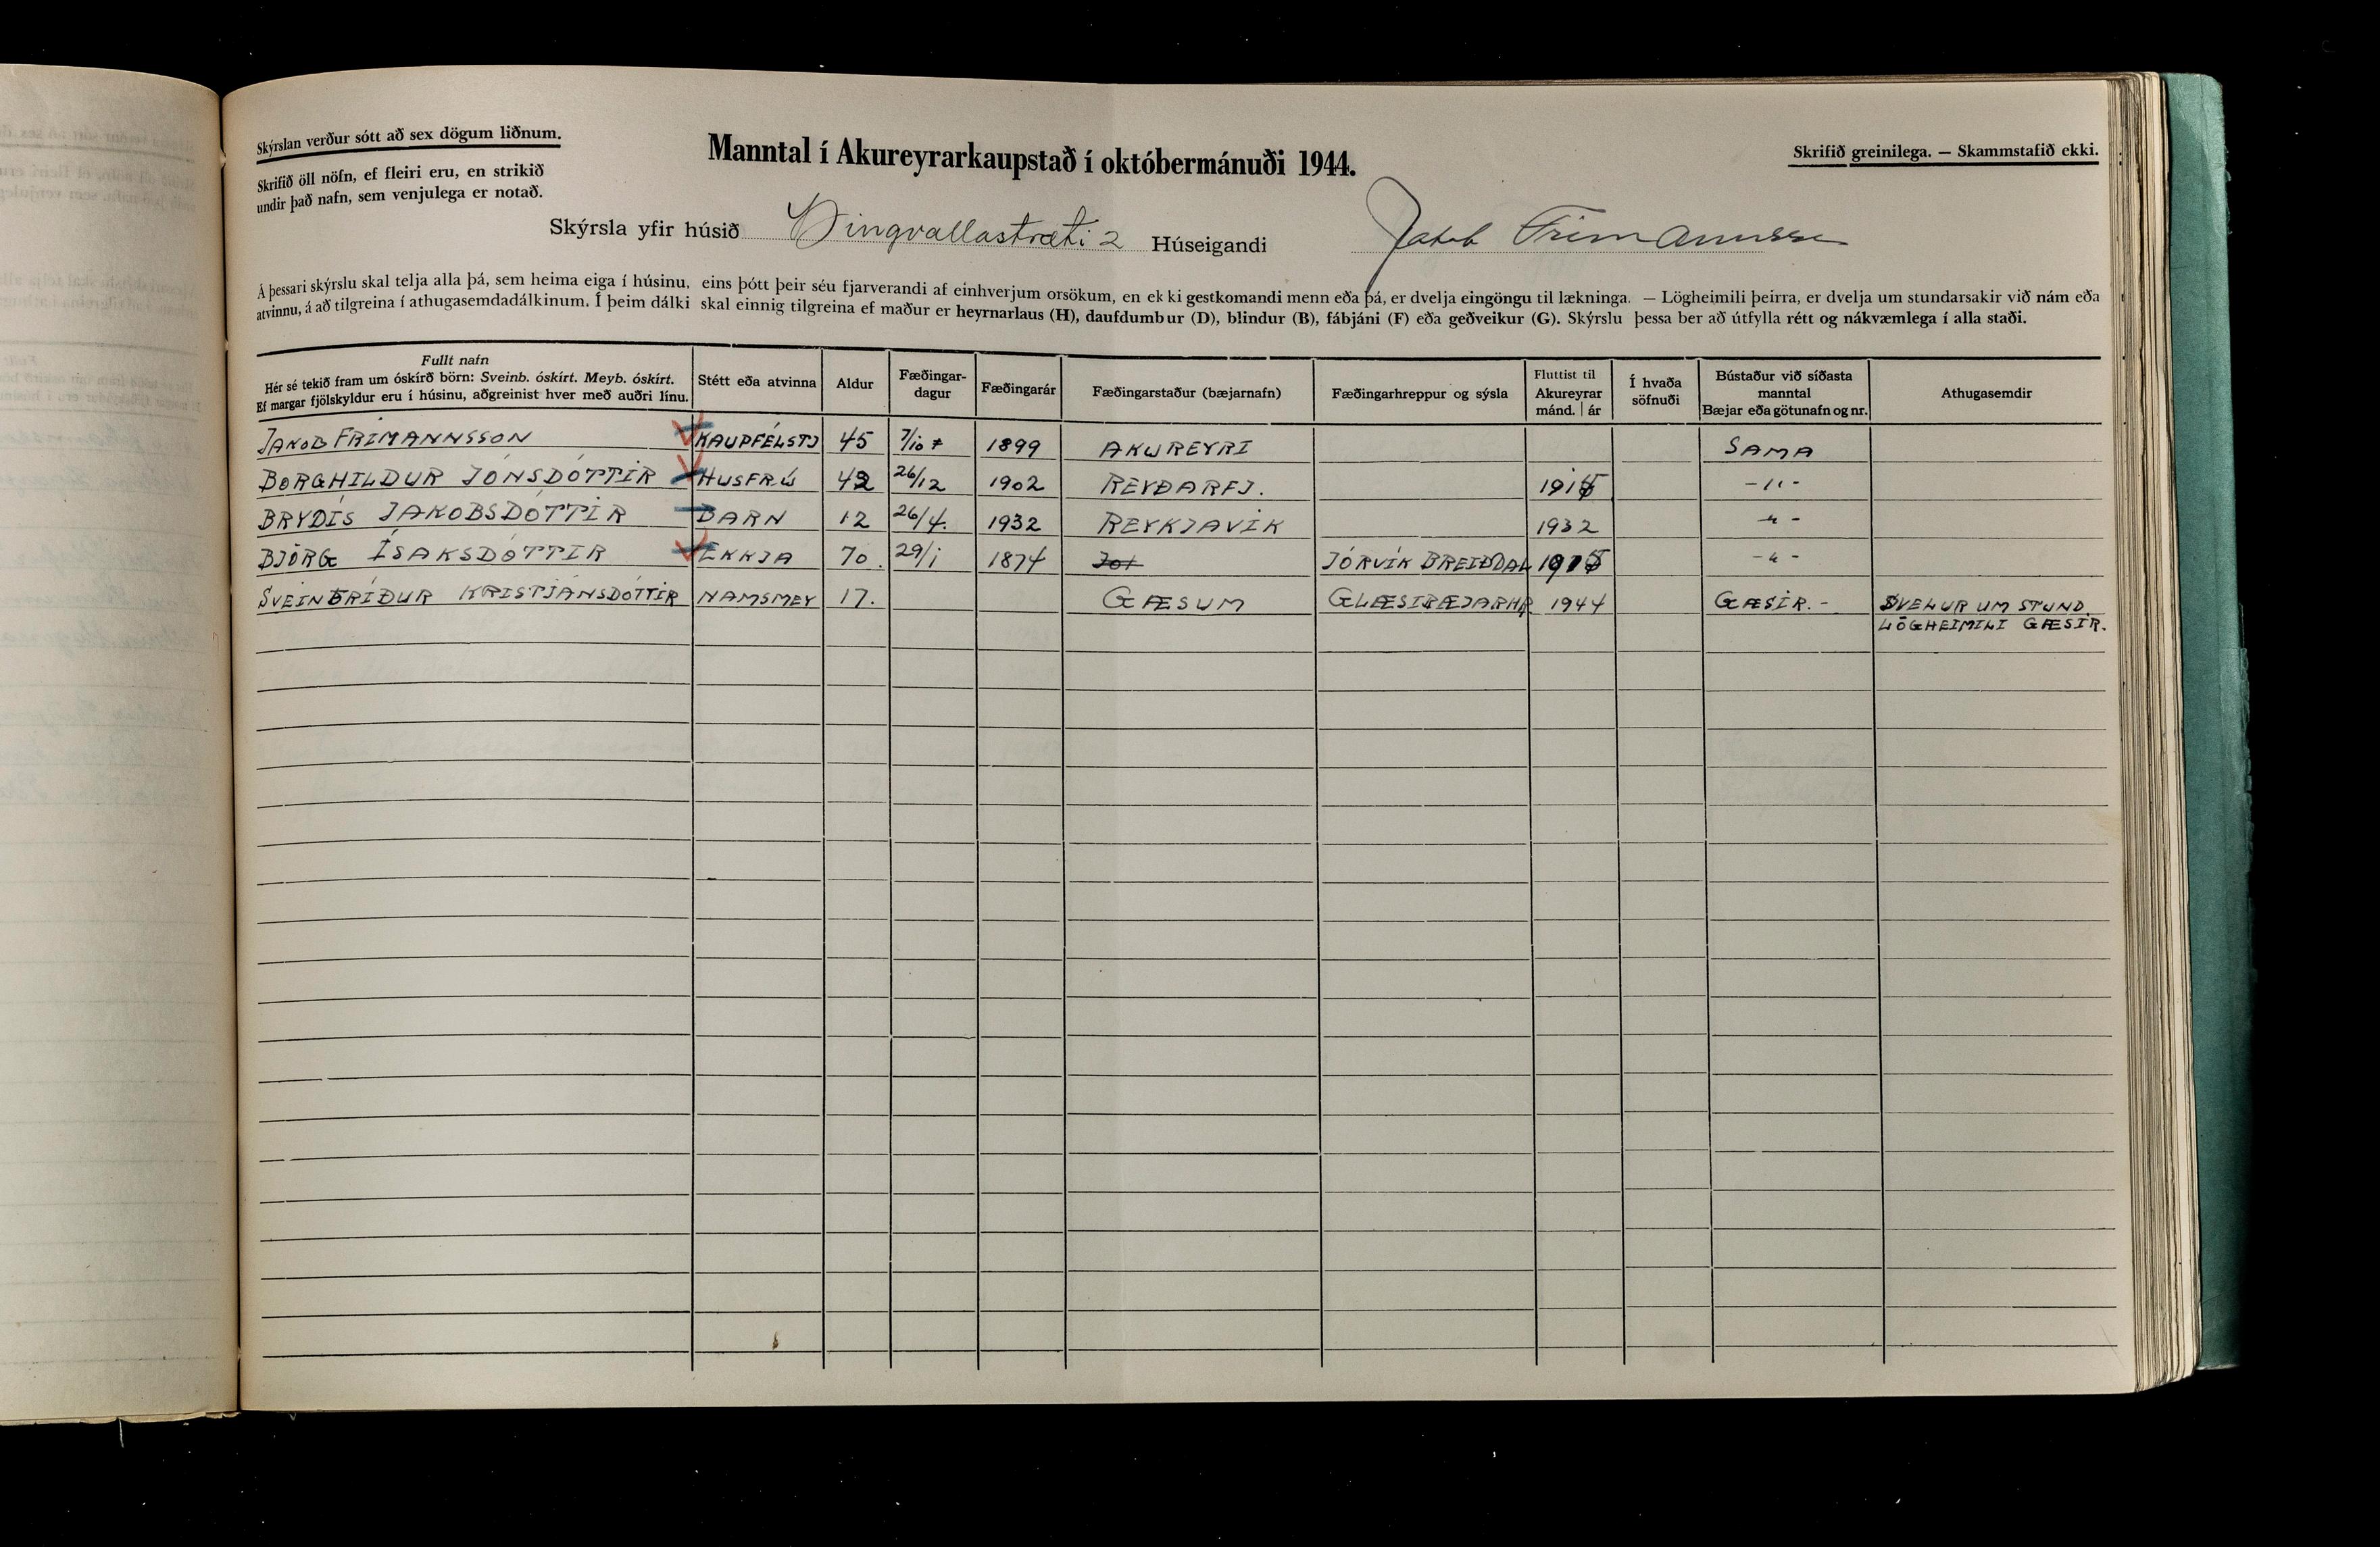 Skýrslan verður sótt að sex dögum liðnum.
Skrifið öll nöfn, ef fleiri eru, en strikið
undir það nafn, sem venjulega er notað.
Manntal í Akureyrarkaupstað í októbermánuði 1944.
Skrifið greinilega. — Skammstafið ekki.
Skýrsla yfir húsið Þingvallastræti 2 Húseigandi Jakob Frímannsson
Á þessari skýrslu skal telja alla þá, sem heima eiga í húsinu, eins þótt þeir séu fjarverandi af einhverjum orsökum, en ekki gestkomandi menn eða þá, er dvelja eingöngu til lækninga. — Lögheimili þeirra, er dvelja um stundarsakir við nám eða
atvinnu, á að tilgreina í athugasemdadálkinum. Í þeim dálki skal einnig tilgreina ef maður er heyrnarlaus (H), daufdumbur (D), blindur (B), fábjáni (F) eða geðveikur (G). Skýrslu þessa ber að útfylla rétt og nákvæmlega í alla staði.
Fullt nafn
Hér sé tekið fram um óskírð börn: Sveinb. óskírt. Meyb. óskírt.
Ef margar fjölskyldur eru í húsinu, aðgreinist hver með auðri línu.
Stétt eða atvinna
Aldur
Fæðingar-
dagur
Fæðingarár
Fæðingarstaður (bæjarnafn)
Fæðingarhreppur og sýsla
Fluttist til
Akureyrar
mánd. | ár
Í hvaða
söfnuði
Bústaður við síðasta
manntal
Bæjar eða götunafn og nr.
Athugasemdir
JAKOB FRÍMANNSSON KAUPFÉLSTJ 45 7/10 1899 AKUREYRI SAMA
BORGHILDUR JÓNSDÓTTIR HUSFRÚ 42 26/12 1902 REYÐARFJ. 1915 -"-
BRYDÍS JAKOBSDÓTTIR BARN 12 26/4. 1932 REYKJAVÍK 1932 -"-
BJÖRG ÍSAKSDÓTTIR EKKJA 70. 29/1 1874 JÓRVÍK BREIÐDAL 1915 -"-
SVEINFRÍÐUR KRISTJÁNSDÓTTIR NAMSMEY 17. GÆSUM GLÆSIBÆJARHR 1944 GÆSIR.- DVELUR UM STUND.
LÖGHEIMILI GÆSIR.